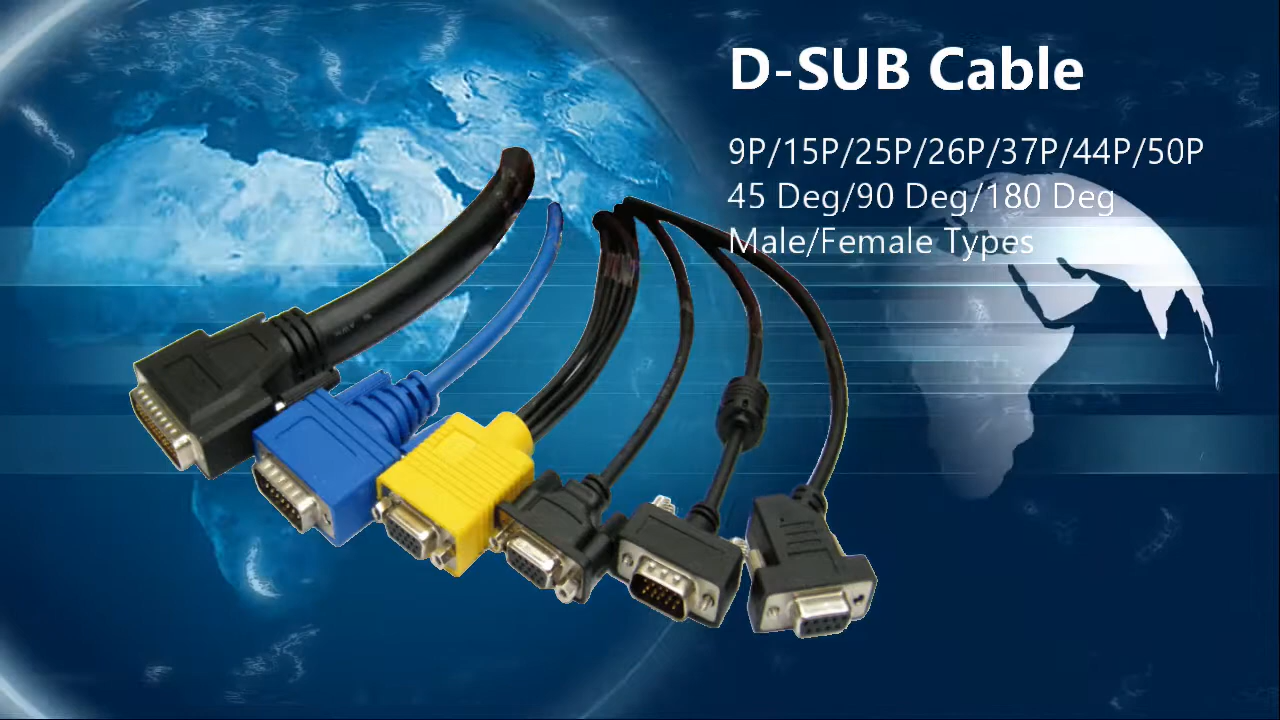 D-SUB Cable
9P/15P/25P/26P/37P/44P/50P
45 Deg/90 Deg/180 Deg
Male/Female Types